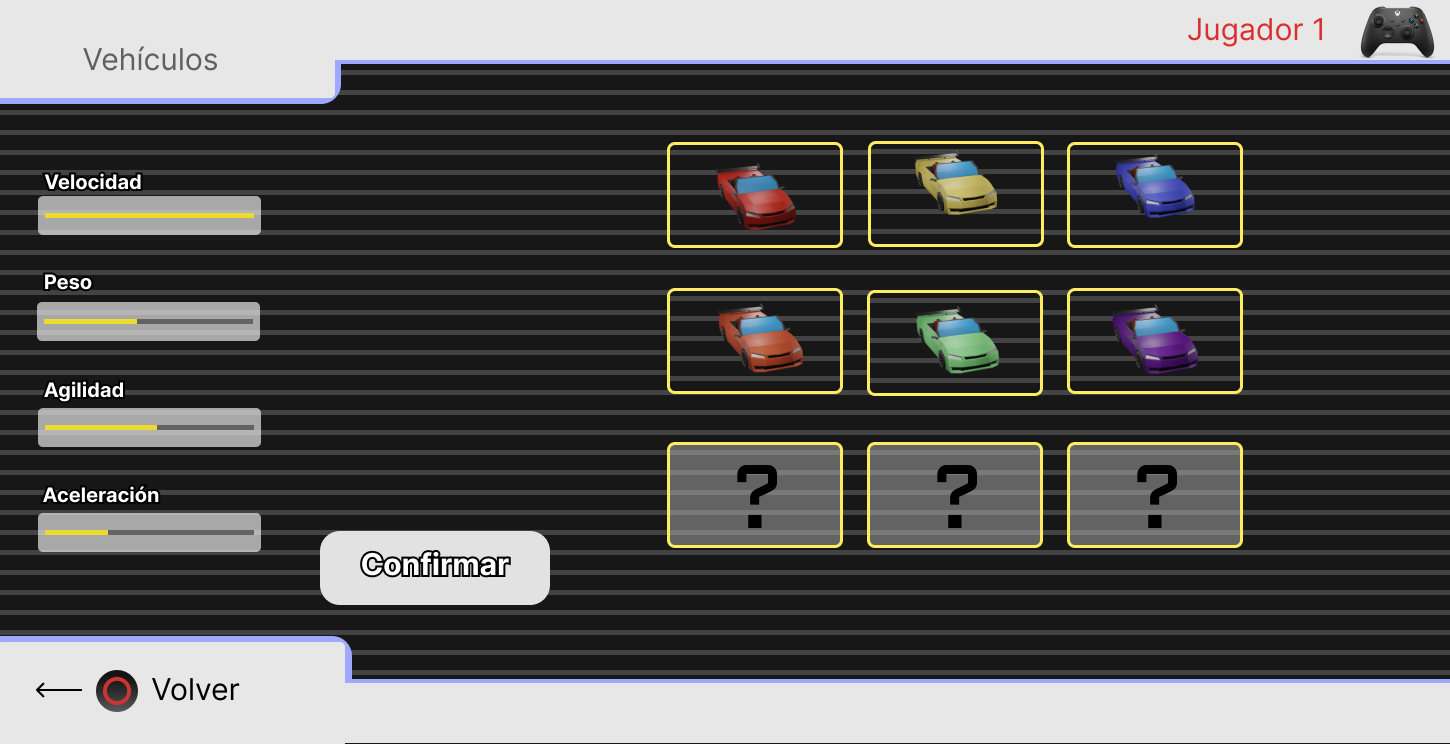 Vehículos
Jugador 1
Velocidad
Peso
Agilidad
Aceleración
? ? ?
Confirmar
Volver